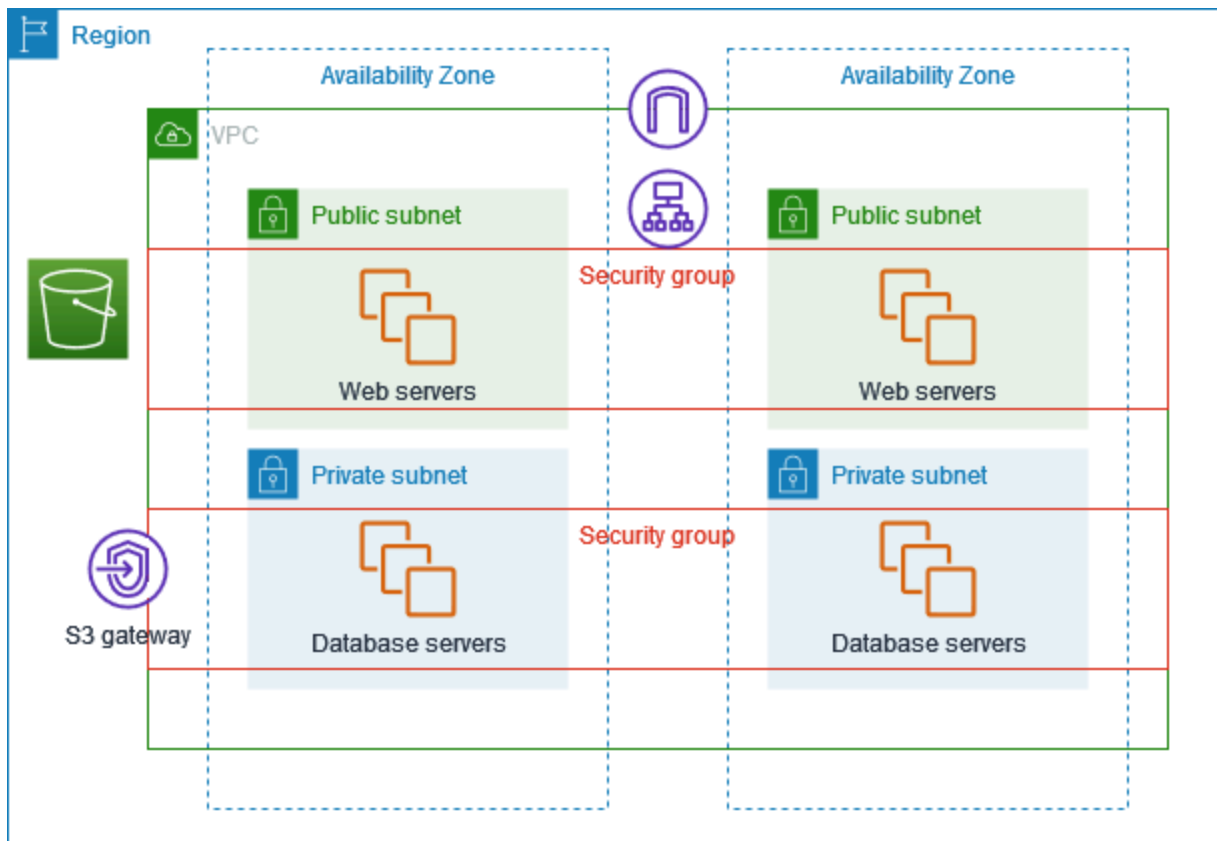 Region
Availability Zone
Availability Zone
VPC
Public subnet
Public subnet
Security group
Web servers
Web servers
Private subnet
Private subnet
Security group
S3 gateway
Database servers
Database servers